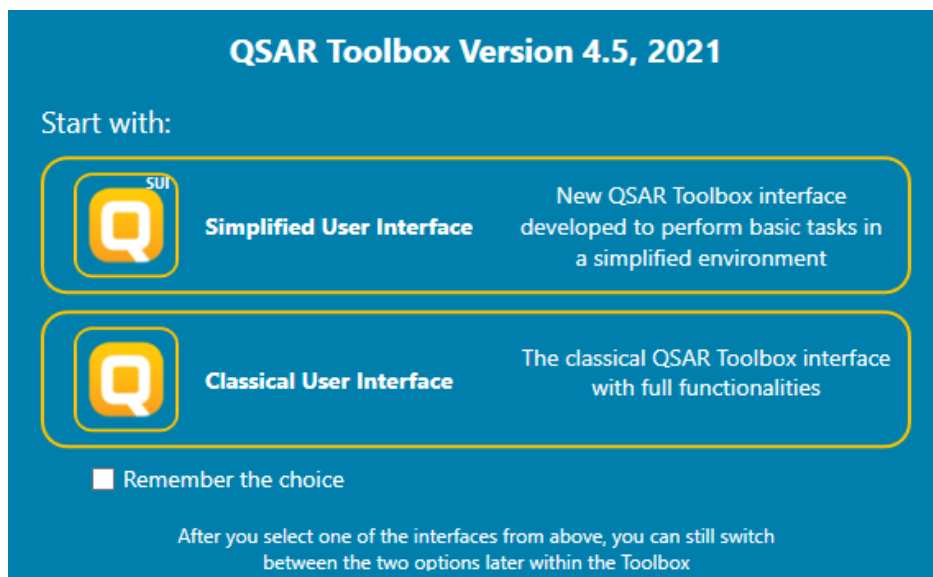 QSAR Toolbox Version 4.5, 2021
Start with:
SUI
Simplified User Interface
New QSAR Toolbox interface
developed to perform basic tasks in
a simplified environment
Classical User Interface
The classical QSAR Toolbox interface
with full functionalities
Remember the choice
After you select one of the interfaces from above, you can still switch
between the two options later within the Toolbox